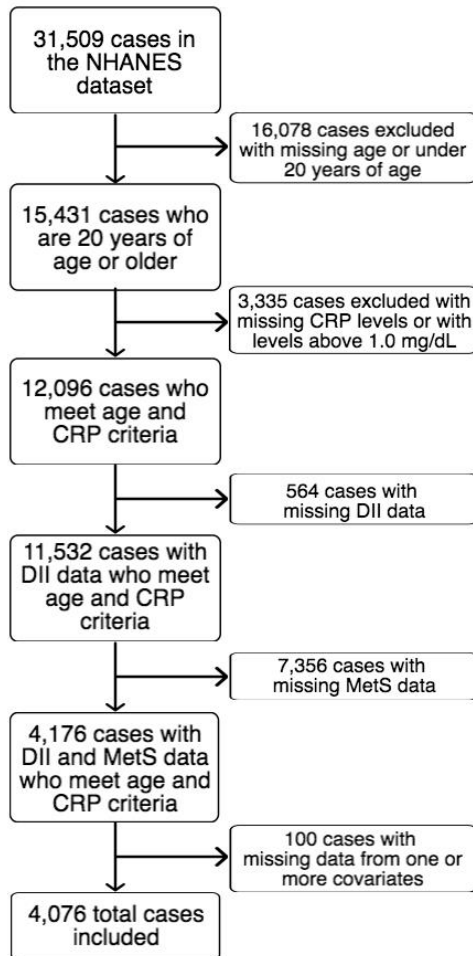 31,509 cases in
the NHANES
dataset
16,078 cases excluded
with missing age or under
20 years of age
15,431 cases who
are 20 years of
age or older
3,335 cases excluded with
missing CRP levels or with
levels above 1.0 mg/dL
12,096 cases who
meet age and
CRP criteria
564 cases with
missing DII data
11,532 cases with
DII data who meet
age and CRP
criteria
7,356 cases with
missing MetS data
4,176 cases with
DII and MetS data
who meet age and
CRP criteria
100 cases with
missing data from one or
more covariates
4,076 total cases
included